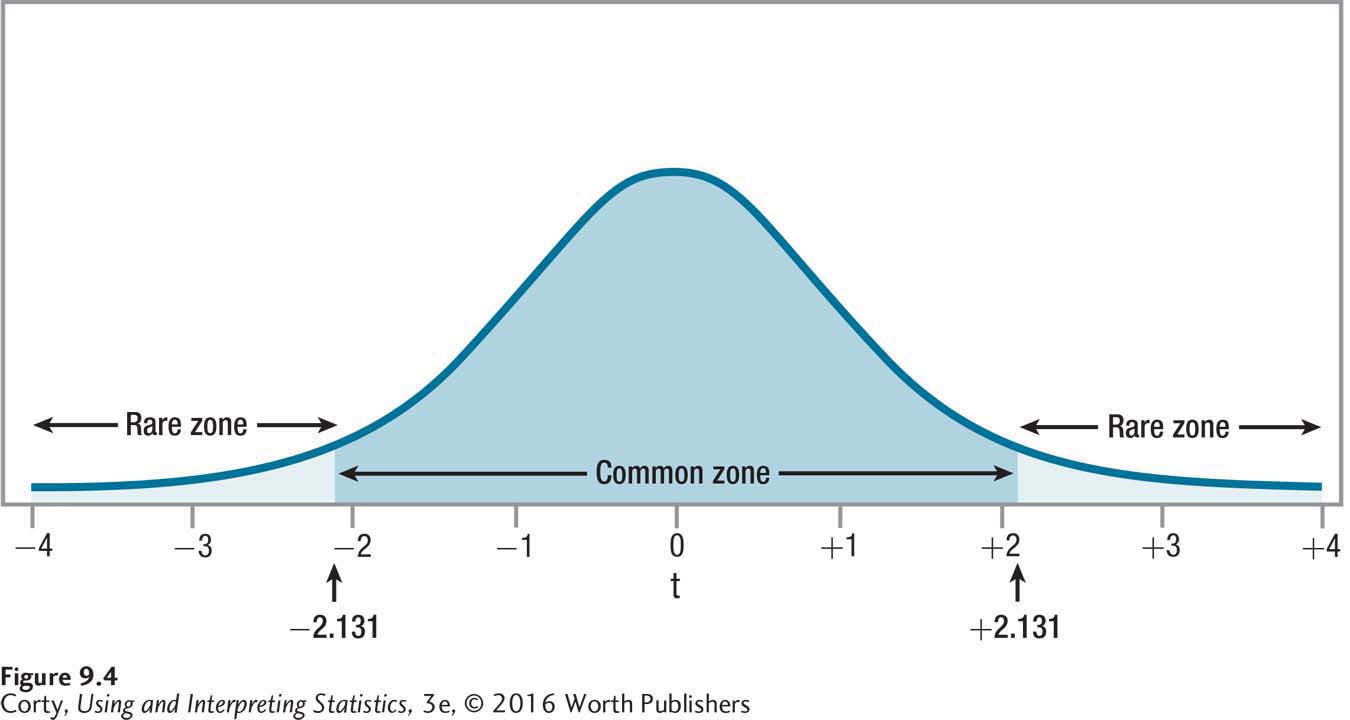 Rare zone
Rare zone
Common zone
−4 −3 −2 −1 0 +1 +2 +3 +4
t
−2.131 +2.131
Figure 9.4
Corty, Using and Interpreting Statistics, 3e, © 2016 Worth Publishers